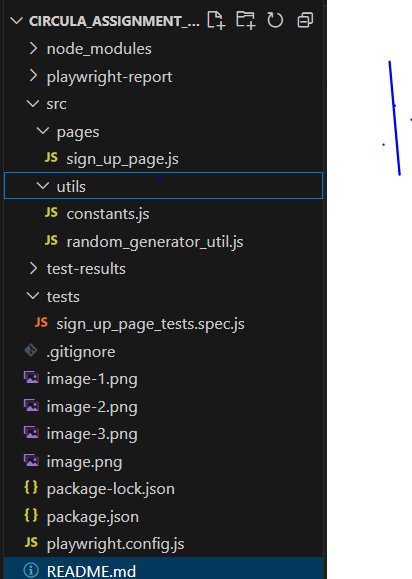 CIRCULA_ASSIGNMENT_...
node_modules
playwright-report
src
pages
JS sign_up_page.js
utils
JS constants.js
JS random_generator_util.js
test-results
tests
JS sign_up_page_tests.spec.js
.gitignore
image-1.png
image-2.png
image-3.png
image.png
{} package-lock.json
{} package.json
JS playwright.config.js
README.md